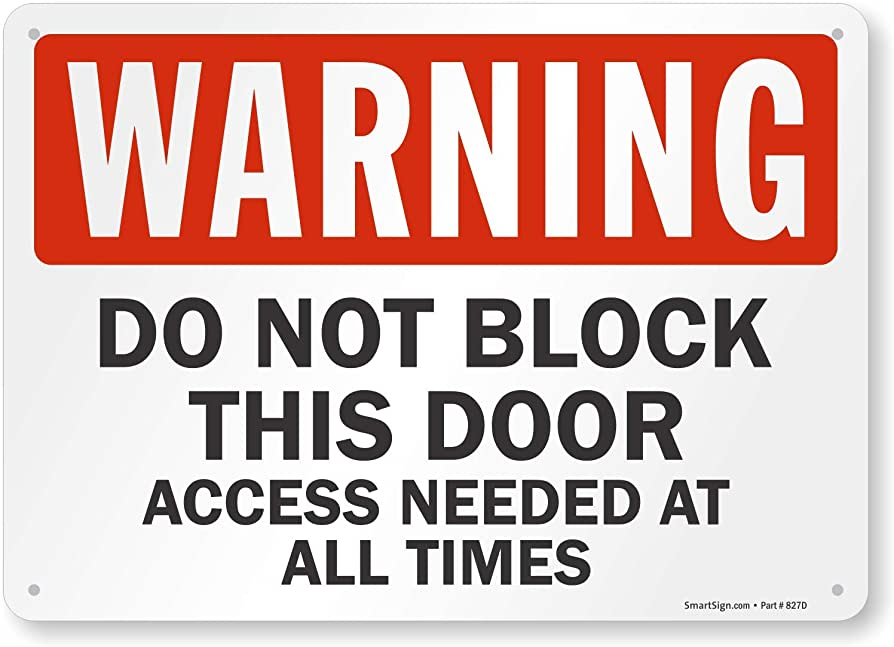 WARNING
DO NOT BLOCK
THIS DOOR
ACCESS NEEDED AT
ALL TIMES
SmartSign.com • Part # 827D